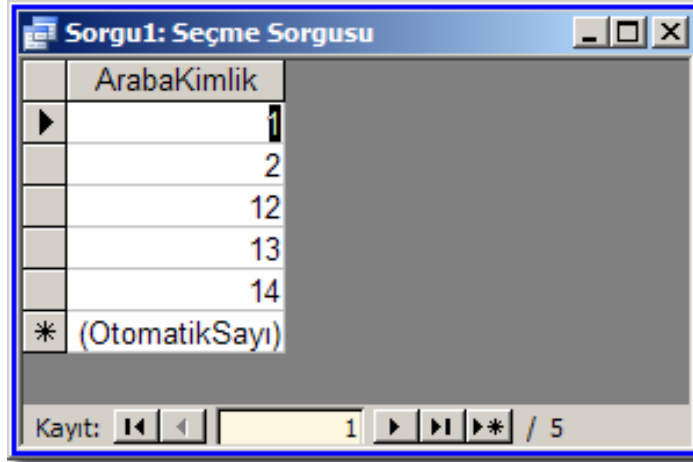 Sorgu1: Seçme Sorgusu
ArabaKimlik
1
2
12
13
14
(OtomatikSayı)
Kayıt: 1 / 5